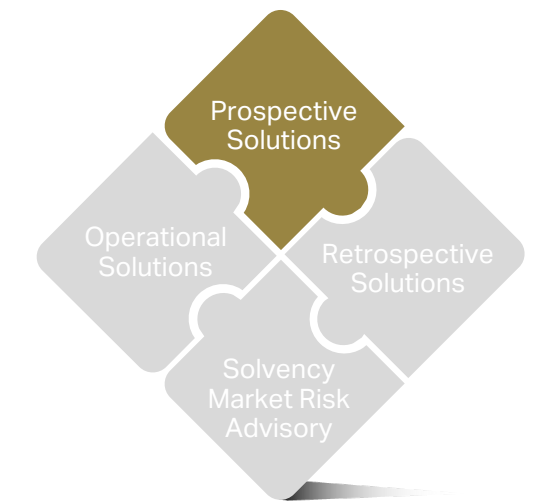 Prospective
Solutions
Operational
Solutions
Retrospective
Solutions
Solvency
Market Risk
Advisory